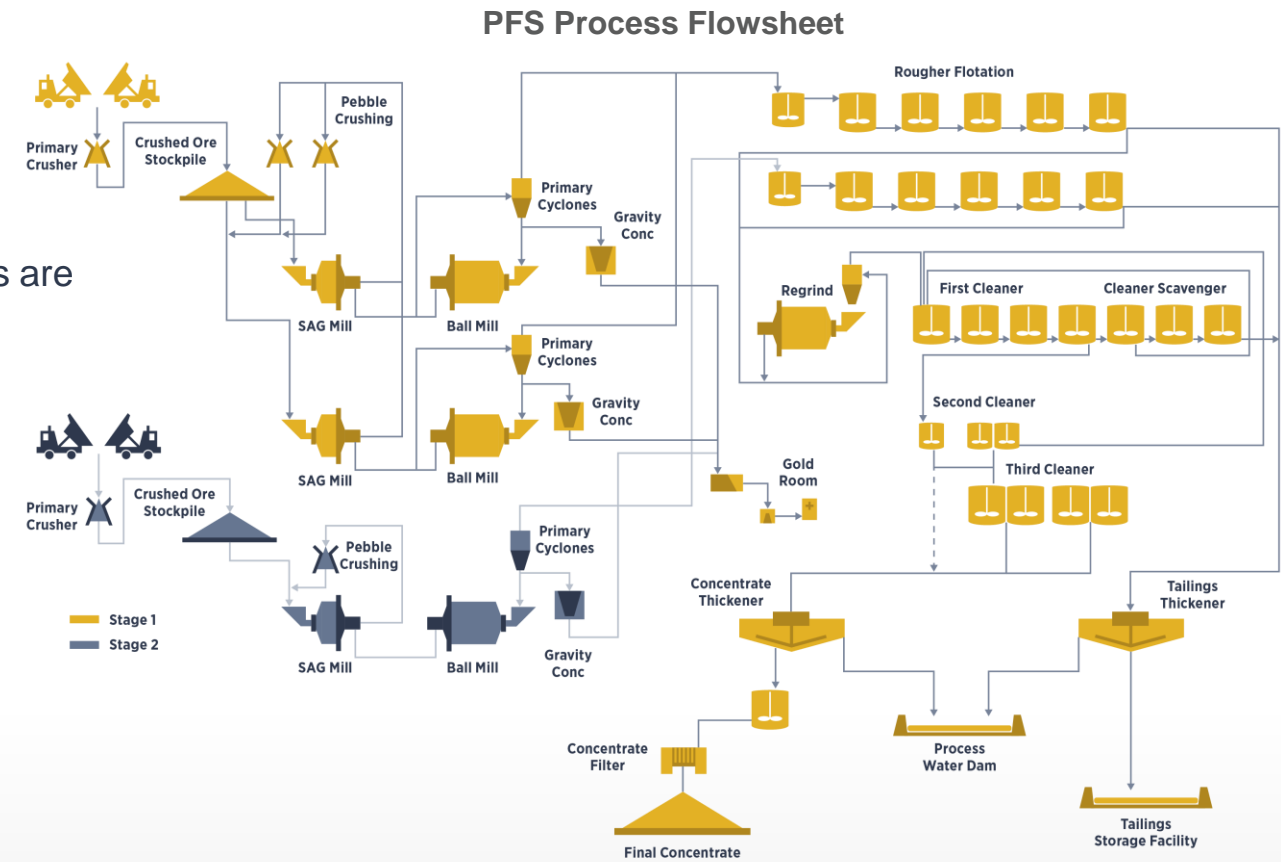 PFS Process Flowsheet
Rougher Flotation
Pebble
Crushing
Primary
Crusher
Crushed Ore
Stockpile
Primary
Cyclones
Gravity
Conc
s are
SAG Mill
Ball Mill
Regrind
First Cleaner
Cleaner Scavenger
Primary
Cyclones
Gravity
Conc
Second Cleaner
SAG Mill
Ball Mill
Gold
Room
Third Cleaner
Primary
Crusher
Crushed Ore
Stockpile
Pebble
Crushing
Primary
Cyclones
Concentrate
Thickener
Tailings
Thickener
Stage 1
Stage 2
SAG Mill
Ball Mill
Gravity
Conc
Concentrate
Filter
Process
Water Dam
Tailings
Storage Facility
Final Concentrate